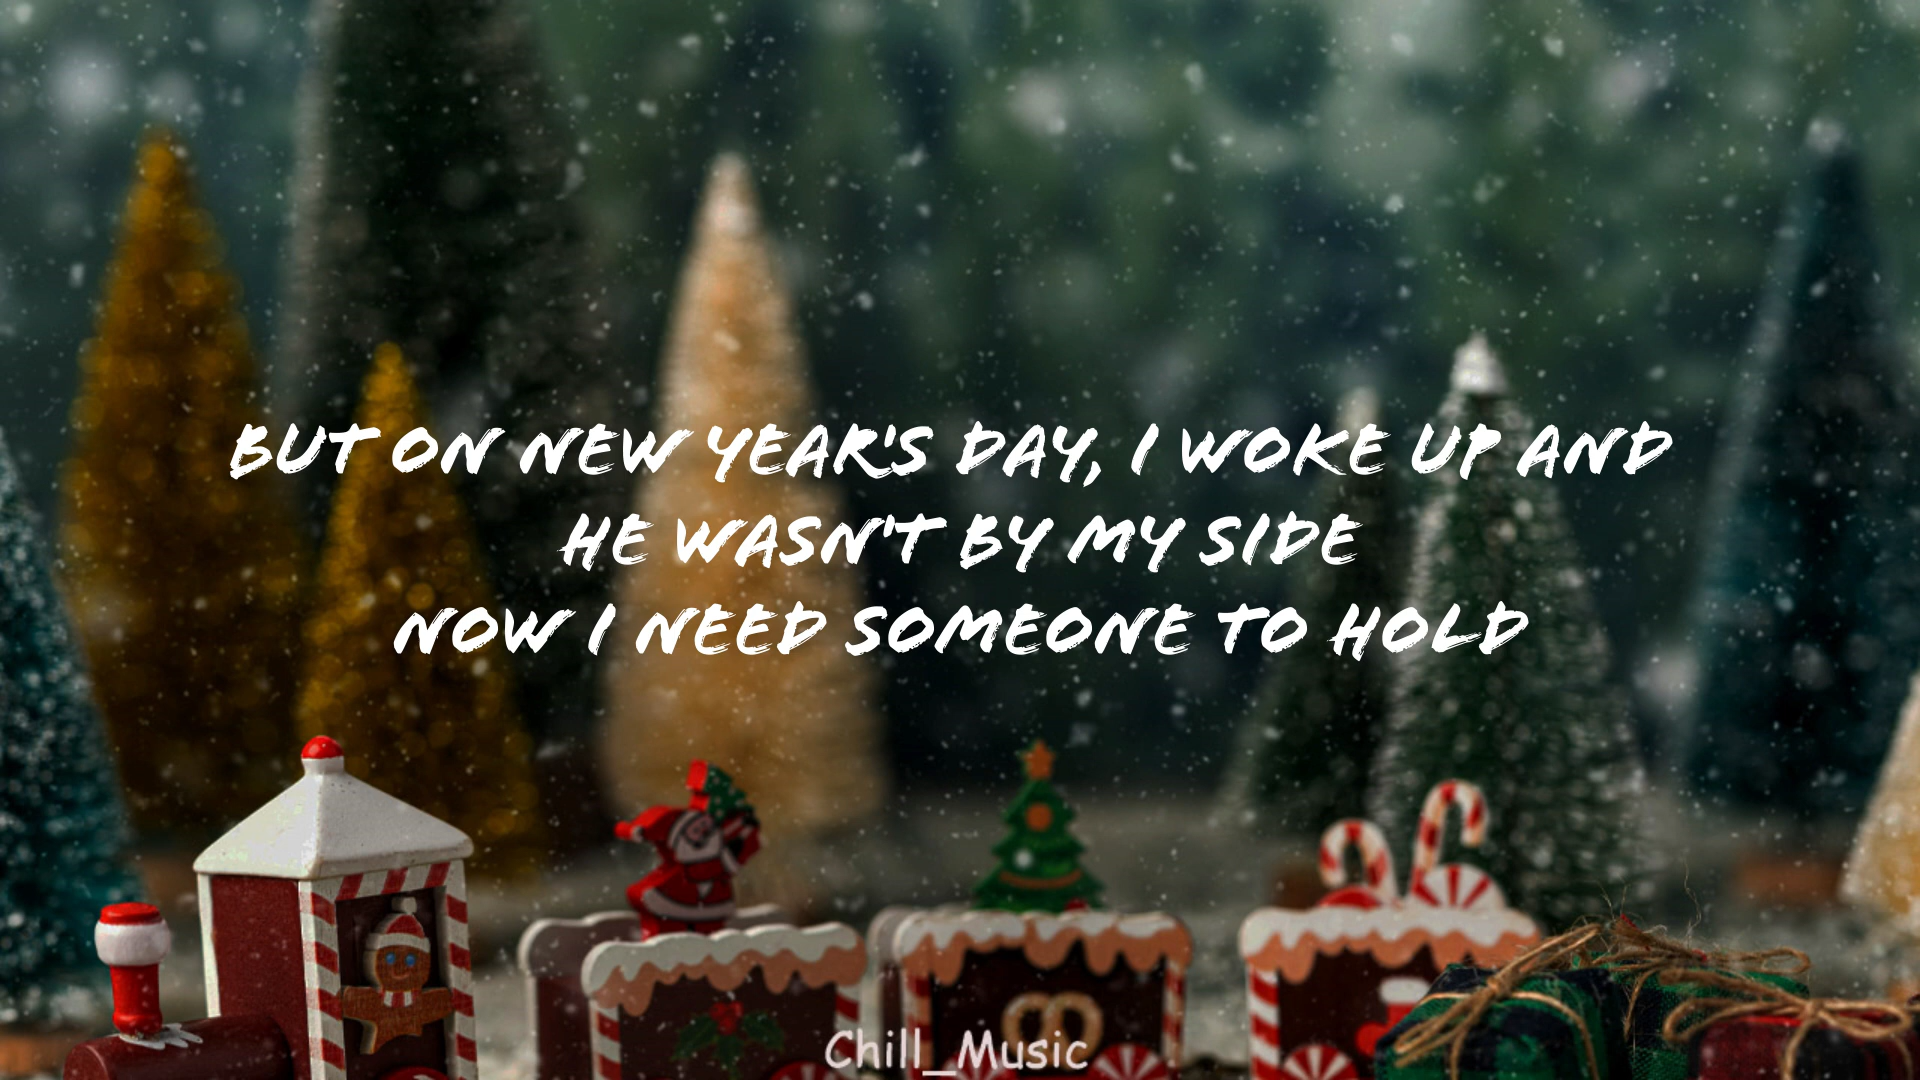 BUT ON NEW YEAR'S DAY, I WOKE UP AND
HE WASN'T BY MY SIDE
NOW I NEED SOMEONE TO HOLD
Chill_Music